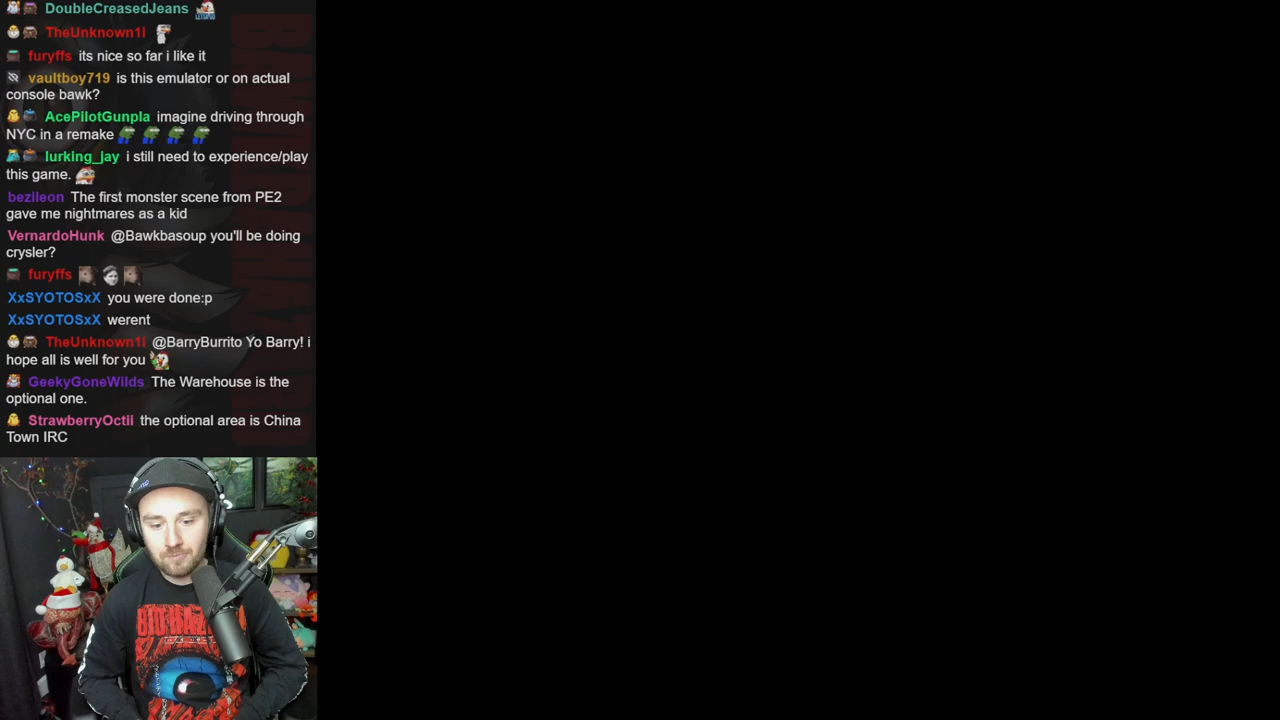 DoubleCreasedJeans
TheUnknown1l
furyffs its nice so far i like it
vaultboy719 is this emulator or on actual
console bawk?
AcePilotGunpla imagine driving through
NYC in a remake
lurking_jay i still need to experience/play
this game.
bezileon The first monster scene from PE2
gave me nightmares as a kid
VernardoHunk @Bawkbasoup you'll be doing
crysler?
furyffs
XxSYOTOSxX you were done:p
XxSYOTOSxX werent
TheUnknown1l @BarryBurrito Yo Barry! i
hope all is well for you
GeekyGoneWilds The Warehouse is the
optional one.
StrawberryOctii the optional area is China
Town IRC